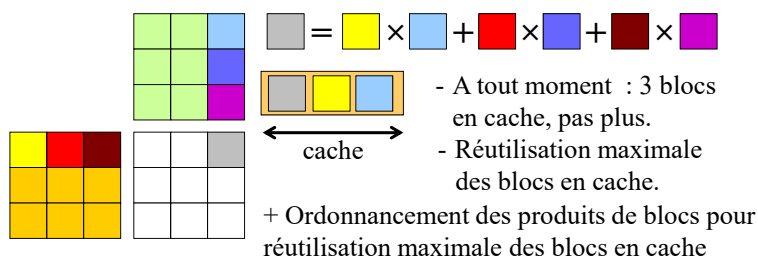 = × + × + ×
- A tout moment : 3 blocs
en cache, pas plus.
cache
- Réutilisation maximale
des blocs en cache.
+ Ordonnancement des produits de blocs pour
réutilisation maximale des blocs en cache